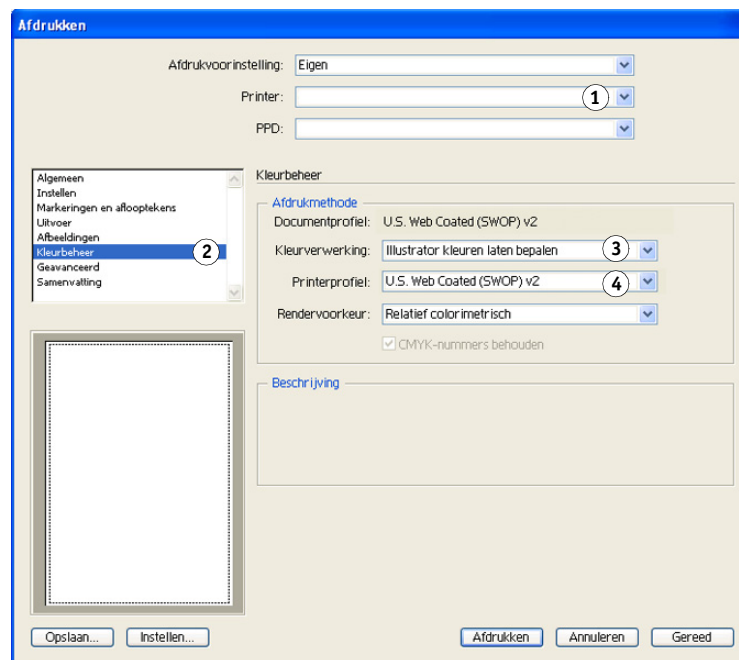 Afdrukken
Afdrukvoorinstelling: Eigen
Printer: 1
PPD:
Algemeen
Instellen
Markeringen en aflooptekens
Uitvoer
Afbeeldingen
Kleurbeheer 2
Geavanceerd
Samenvatting
Kleurbeheer
Afdrukmethode
Documentprofiel: U.S. Web Coated (SWOP) v2
Kleurverwerking: Illustrator kleuren laten bepalen 3
Printerprofiel: U.S. Web Coated (SWOP) v2 4
Rendervoorkeur: Relatief colorimetrisch
CMYK-nummers behouden
Beschrijving
Opslaan... Instellen... Afdrukken Annuleren Gereed